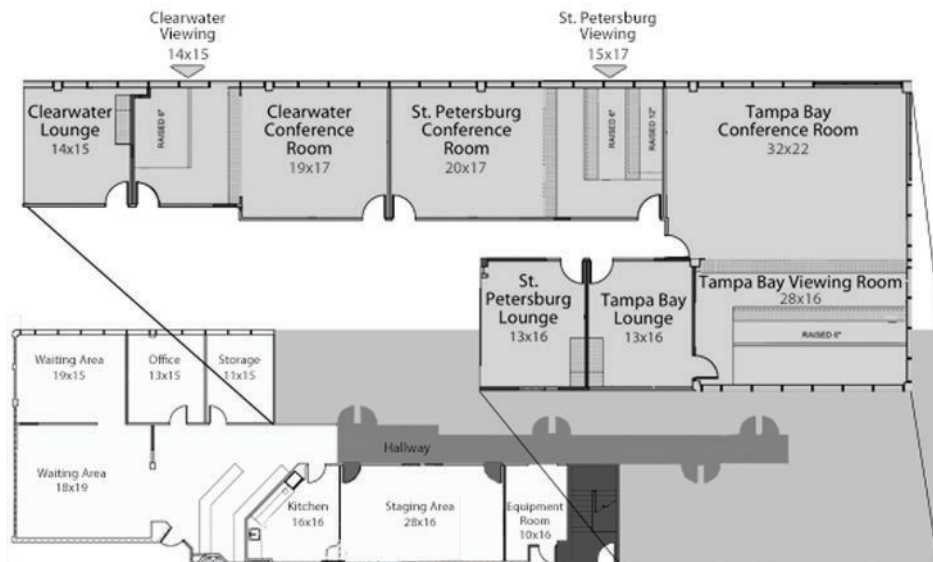 Clearwater
Viewing
14x15
St. Petersburg
Viewing
15x17
Clearwater
Lounge
14x15
RAISED 6"
Clearwater
Conference
Room
19x17
St. Petersburg
Conference
Room
20x17
RAISED 6"
RAISED 12"
Tampa Bay
Conference Room
32x22
St.
Petersburg
Lounge
13x16
Tampa Bay
Lounge
13x16
Tampa Bay Viewing Room
28x16
RAISED 6"
Waiting Area
19x15
Office
13x15
Storage
11x15
Hallway
Waiting Area
18x19
Kitchen
16x16
Staging Area
28x16
Equipment
Room
10x16